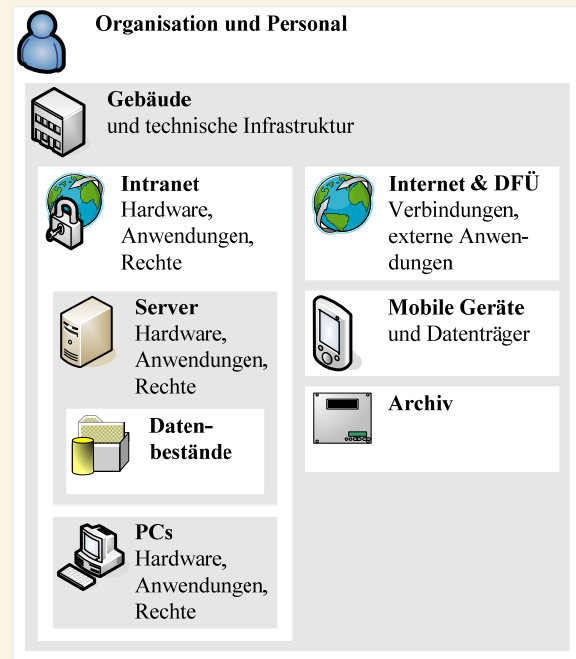 Organisation und Personal
Gebäude
und technische Infrastruktur
Intranet
Hardware,
Anwendungen,
Rechte
Server
Hardware,
Anwendungen,
Rechte
Daten-
bestände
PCs
Hardware,
Anwendungen,
Rechte
Internet & DFÜ
Verbindungen,
externe Anwen-
dungen
Mobile Geräte
und Datenträger
Archiv